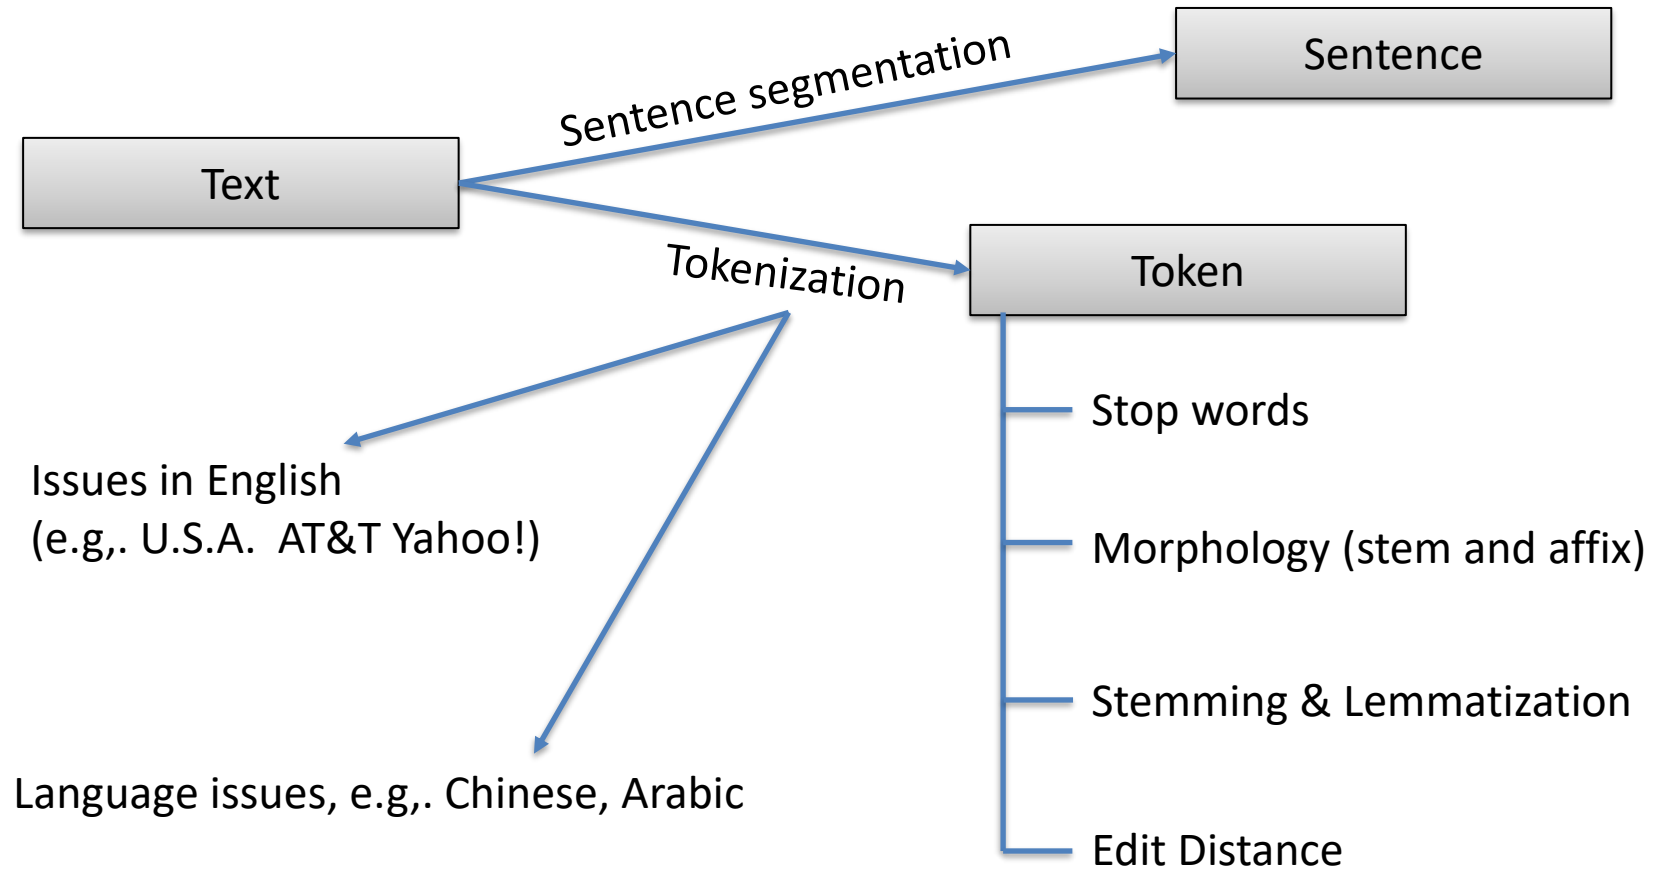 Sentence segmentation
Sentence
Text
Tokenization
Token
Stop words
Issues in English
(e.g,. U.S.A.  AT&T Yahoo!)
Morphology (stem and affix)
Stemming & Lemmatization
Language issues, e.g,. Chinese, Arabic
Edit Distance